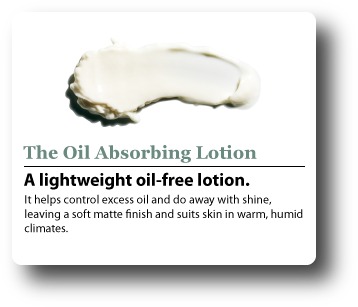 The Oil Absorbing Lotion
A lightweight oil-free lotion.
It helps control excess oil and do away with shine,
leaving a soft matte finish and suits skin in warm, humid
climates.